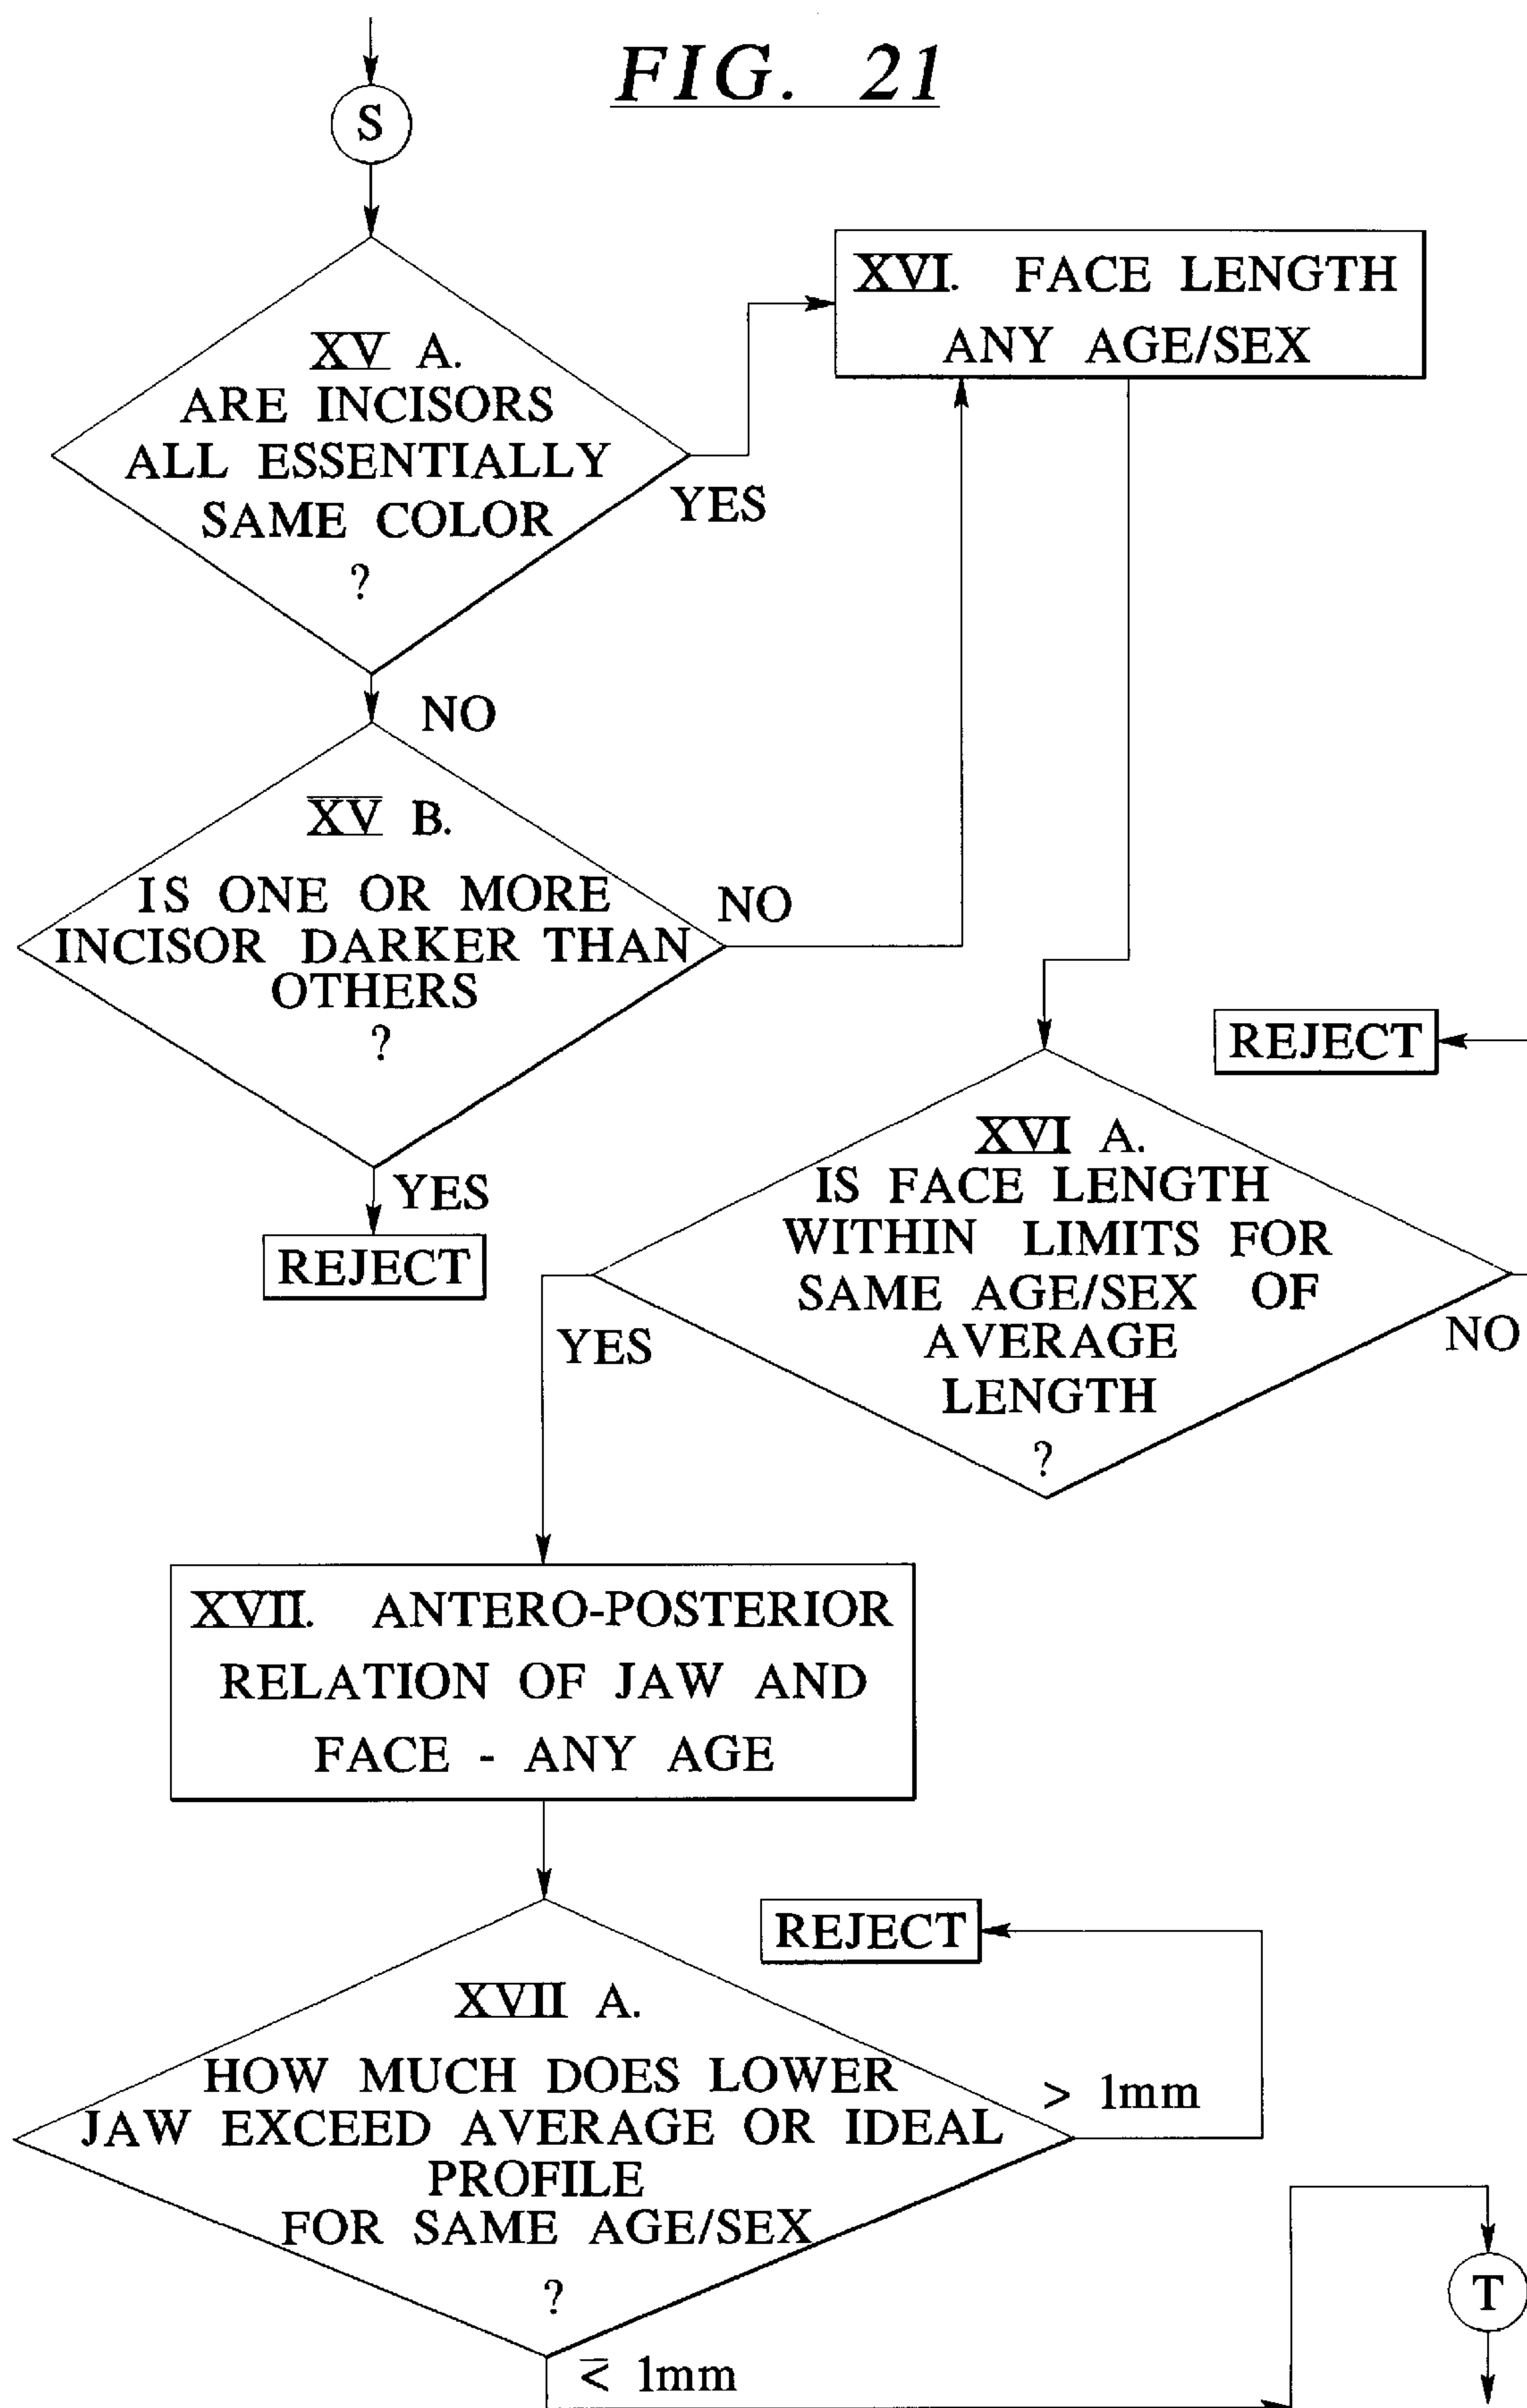 FIG. 21
S
XV A.
ARE INCISORS
ALL ESSENTIALLY
SAME COLOR
?
YES
NO
XVI. FACE LENGTH
ANY AGE/SEX
XV B.
IS ONE OR MORE
INCISOR DARKER THAN
OTHERS
?
NO
YES
REJECT
REJECT
XVI A.
IS FACE LENGTH
WITHIN LIMITS FOR
SAME AGE/SEX OF
AVERAGE
LENGTH
?
YES
NO
XVII. ANTERO-POSTERIOR
RELATION OF JAW AND
FACE - ANY AGE
REJECT
XVII A.
HOW MUCH DOES LOWER
JAW EXCEED AVERAGE OR IDEAL
PROFILE
FOR SAME AGE/SEX
?
> 1mm
⋜ 1mm
T